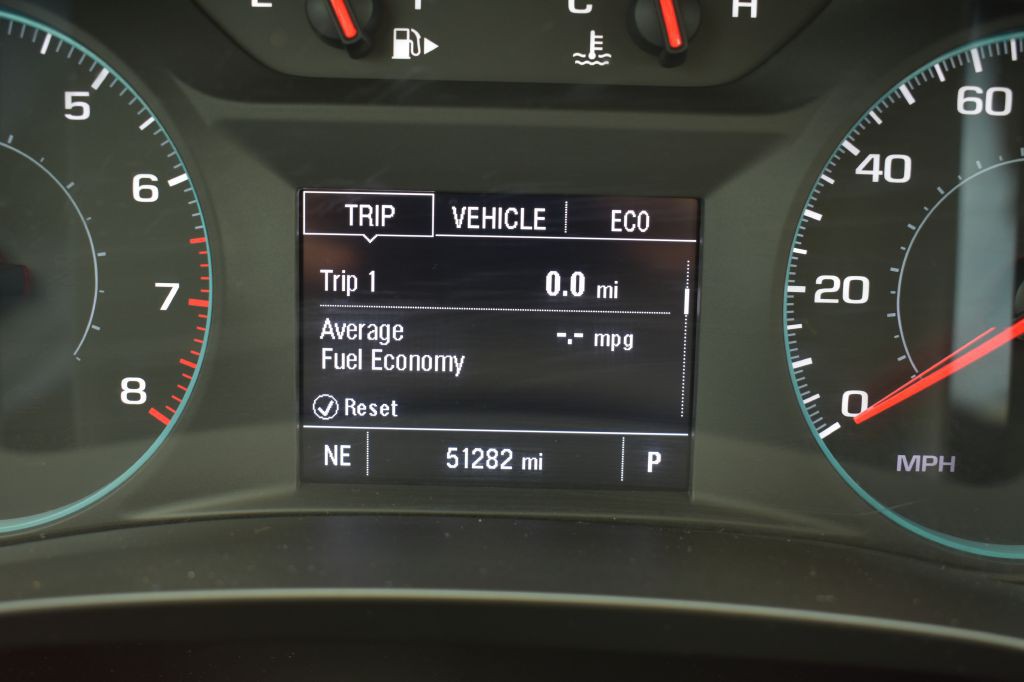 E F C H
5
6
7
8
TRIP VEHICLE ECO
Trip 1 0.0 mi
Average -.- mpg
Fuel Economy
Reset
NE 51282 mi P
60
40
20
0
MPH